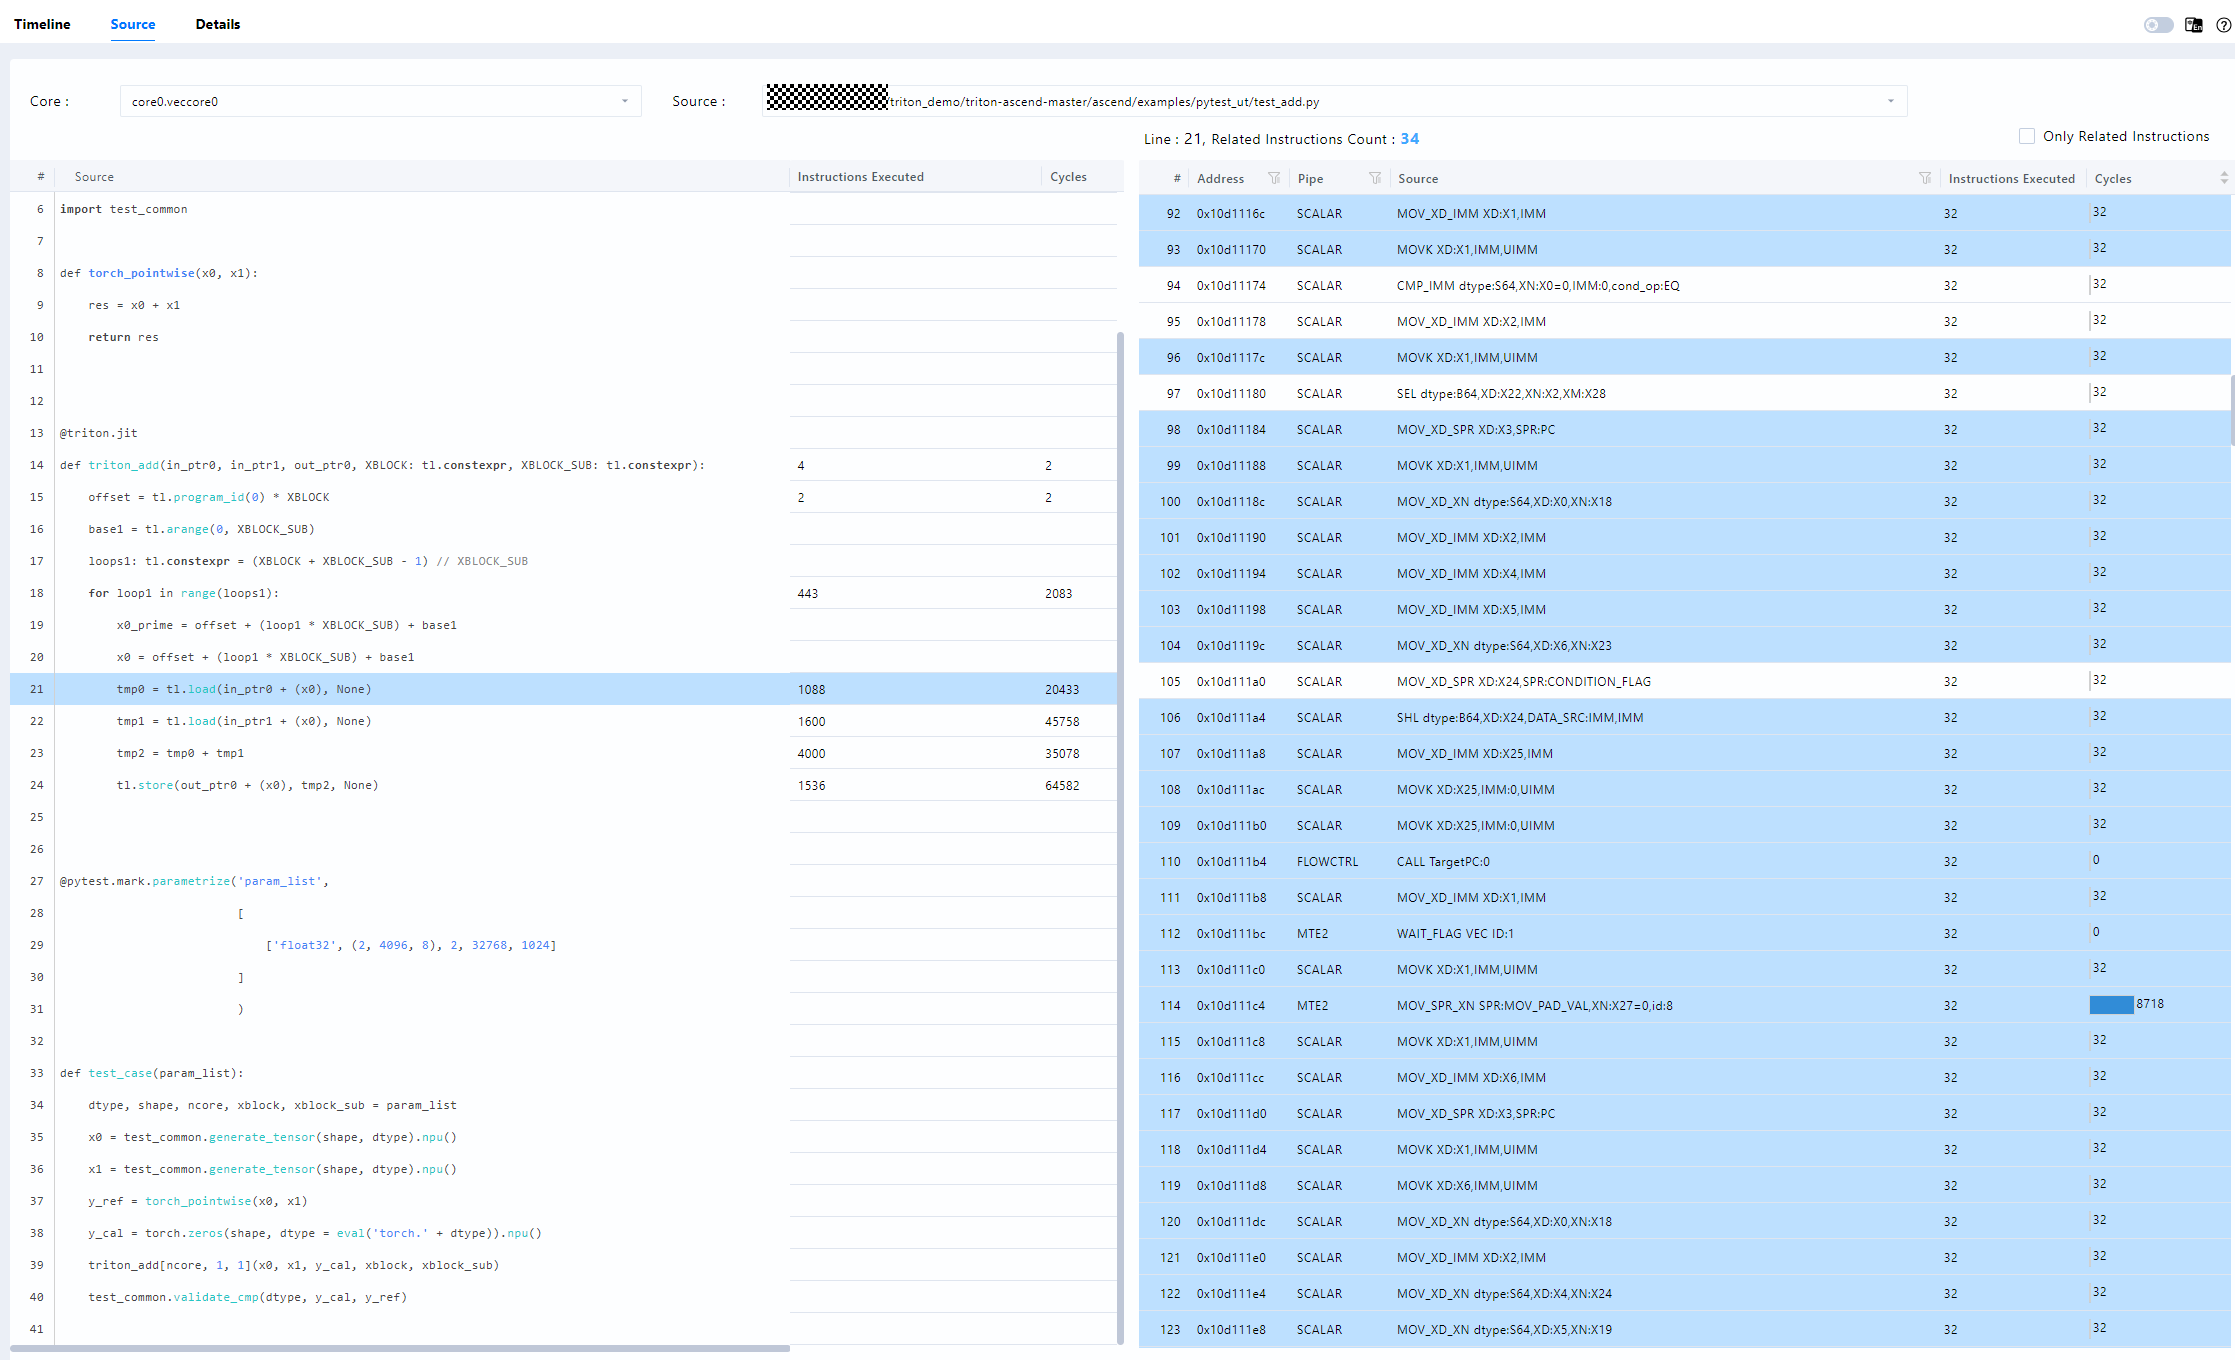 Timeline Source Details
Core : core0.veccore0 Source : /triton_demo/triton-ascend-master/ascend/examples/pytest_ut/test_add.py
Line : 21, Related Instructions Count : 34 Only Related Instructions
# Source Instructions Executed Cycles
6 import test_common
7
8 def torch_pointwise(x0, x1):
9 res = x0 + x1
10 return res
11
12
13 @triton.jit
14 def triton_add(in_ptr0, in_ptr1, out_ptr0, XBLOCK: tl.constexpr, XBLOCK_SUB: tl.constexpr): 4 2
15 offset = tl.program_id(0) * XBLOCK 2 2
16 base1 = tl.arange(0, XBLOCK_SUB)
17 loops1: tl.constexpr = (XBLOCK + XBLOCK_SUB - 1) // XBLOCK_SUB
18 for loop1 in range(loops1): 443 2083
19 x0_prime = offset + (loop1 * XBLOCK_SUB) + base1
20 x0 = offset + (loop1 * XBLOCK_SUB) + base1
21 tmp0 = tl.load(in_ptr0 + (x0), None) 1088 20433
22 tmp1 = tl.load(in_ptr1 + (x0), None) 1600 45758
23 tmp2 = tmp0 + tmp1 4000 35078
24 tl.store(out_ptr0 + (x0), tmp2, None) 1536 64582
25
26
27 @pytest.mark.parametrize('param_list',
28 [
29 ['float32', (2, 4096, 8), 2, 32768, 1024]
30 ]
31 )
32
33 def test_case(param_list):
34 dtype, shape, ncore, xblock, xblock_sub = param_list
35 x0 = test_common.generate_tensor(shape, dtype).npu()
36 x1 = test_common.generate_tensor(shape, dtype).npu()
37 y_ref = torch_pointwise(x0, x1)
38 y_cal = torch.zeros(shape, dtype = eval('torch.' + dtype)).npu()
39 triton_add[ncore, 1, 1](x0, x1, y_cal, xblock, xblock_sub)
40 test_common.validate_cmp(dtype, y_cal, y_ref)
41
# Address Pipe Source Instructions Executed Cycles
92 0x10d1116c SCALAR MOV_XD_IMM XD:X1,IMM 32 32
93 0x10d11170 SCALAR MOVK XD:X1,IMM,UIMM 32 32
94 0x10d11174 SCALAR CMP_IMM dtype:S64,XN:X0=0,IMM:0,cond_op:EQ 32 32
95 0x10d11178 SCALAR MOV_XD_IMM XD:X2,IMM 32 32
96 0x10d1117c SCALAR MOVK XD:X1,IMM,UIMM 32 32
97 0x10d11180 SCALAR SEL dtype:B64,XD:X22,XN:X2,XM:X28 32 32
98 0x10d11184 SCALAR MOV_XD_SPR XD:X3,SPR:PC 32 32
99 0x10d11188 SCALAR MOVK XD:X1,IMM,UIMM 32 32
100 0x10d1118c SCALAR MOV_XD_XN dtype:S64,XD:X0,XN:X18 32 32
101 0x10d11190 SCALAR MOV_XD_IMM XD:X2,IMM 32 32
102 0x10d11194 SCALAR MOV_XD_IMM XD:X4,IMM 32 32
103 0x10d11198 SCALAR MOV_XD_IMM XD:X5,IMM 32 32
104 0x10d1119c SCALAR MOV_XD_XN dtype:S64,XD:X6,XN:X23 32 32
105 0x10d111a0 SCALAR MOV_XD_SPR XD:X24,SPR:CONDITION_FLAG 32 32
106 0x10d111a4 SCALAR SHL dtype:B64,XD:X24,DATA_SRC:IMM,IMM 32 32
107 0x10d111a8 SCALAR MOV_XD_IMM XD:X25,IMM 32 32
108 0x10d111ac SCALAR MOVK XD:X25,IMM:0,UIMM 32 32
109 0x10d111b0 SCALAR MOVK XD:X25,IMM:0,UIMM 32 32
110 0x10d111b4 FLOWCTRL CALL TargetPC:0 32 0
111 0x10d111b8 SCALAR MOV_XD_IMM XD:X1,IMM 32 32
112 0x10d111bc MTE2 WAIT_FLAG VEC ID:1 32 0
113 0x10d111c0 SCALAR MOVK XD:X1,IMM,UIMM 32 32
114 0x10d111c4 MTE2 MOV_SPR_XN SPR:MOV_PAD_VAL,XN:X27=0,id:8 32 8718
115 0x10d111c8 SCALAR MOVK XD:X1,IMM,UIMM 32 32
116 0x10d111cc SCALAR MOV_XD_IMM XD:X6,IMM 32 32
117 0x10d111d0 SCALAR MOV_XD_SPR XD:X3,SPR:PC 32 32
118 0x10d111d4 SCALAR MOVK XD:X1,IMM,UIMM 32 32
119 0x10d111d8 SCALAR MOVK XD:X6,IMM,UIMM 32 32
120 0x10d111dc SCALAR MOV_XD_XN dtype:S64,XD:X0,XN:X18 32 32
121 0x10d111e0 SCALAR MOV_XD_IMM XD:X2,IMM 32 32
122 0x10d111e4 SCALAR MOV_XD_XN dtype:S64,XD:X4,XN:X24 32 32
123 0x10d111e8 SCALAR MOV_XD_XN dtype:S64,XD:X5,XN:X19 32 32